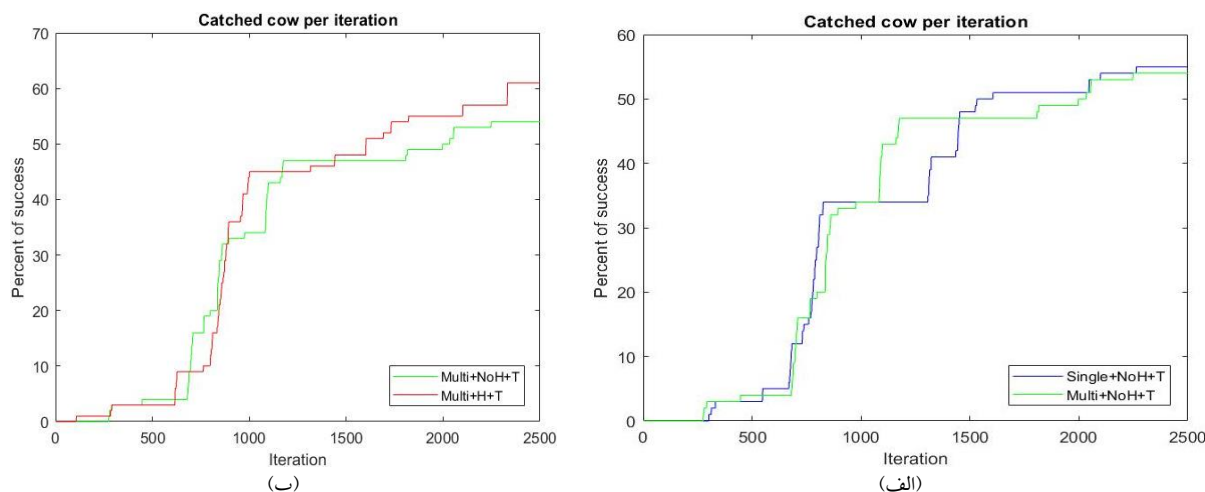 Catched cow per iteration
70
60
50
40
30
20
10
0
Percent of success
Multi+NoH+T
Multi+H+T
0 500 1000 1500 2000 2500
Iteration
(ب)
Catched cow per iteration
60
50
40
30
20
10
0
Percent of success
Single+NoH+T
Multi+NoH+T
0 500 1000 1500 2000 2500
Iteration
(الف)